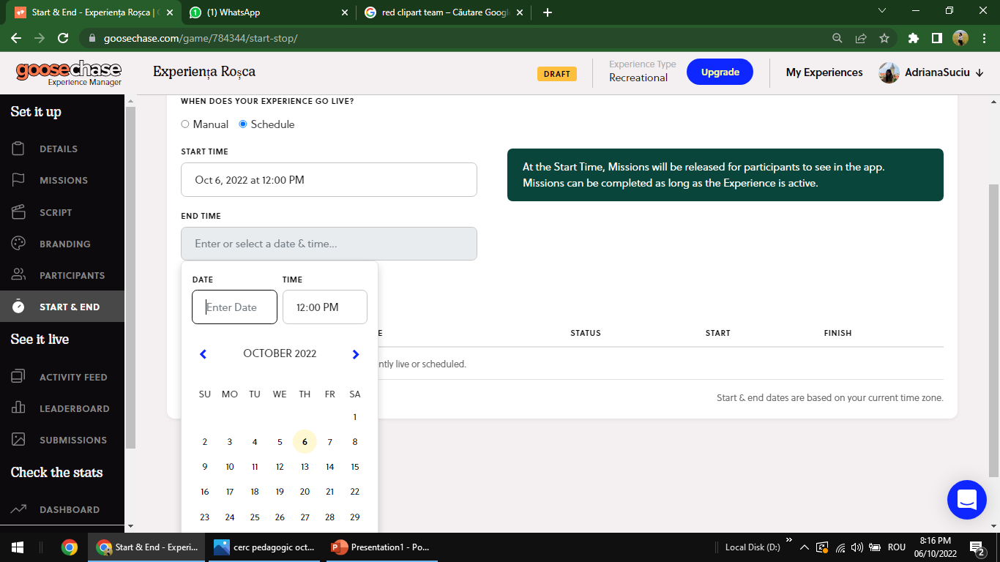 Start & End - Experiența Roșca |
(1) WhatsApp
red clipart team – Căutare Google
goosechase.com/game/784344/start-stop/
goosechase
Experience Manager
Experiența Roșca
DRAFT
Experience Type
Recreational
Upgrade
My Experiences
AdrianaSuciu
Set it up
DETAILS
MISSIONS
SCRIPT
BRANDING
PARTICIPANTS
START & END
See it live
ACTIVITY FEED
LEADERBOARD
SUBMISSIONS
Check the stats
DASHBOARD
WHEN DOES YOUR EXPERIENCE GO LIVE?
Manual Schedule
START TIME
Oct 6, 2022 at 12:00 PM
At the Start Time, Missions will be released for participants to see in the app.
Missions can be completed as long as the Experience is active.
END TIME
Enter or select a date & time...
DATE TIME
Enter Date 12:00 PM
OCTOBER 2022
SU MO TU WE TH FR SA
1
2 3 4 5 6 7 8
9 10 11 12 13 14 15
16 17 18 19 20 21 22
23 24 25 26 27 28 29
E STATUS START FINISH
ntly live or scheduled.
Start & end dates are based on your current time zone.
Start & End - Experi...
cerc pedagogic oct...
Presentation1 - Po...
Local Disk (D:)
ROU
8:16 PM
06/10/2022
2